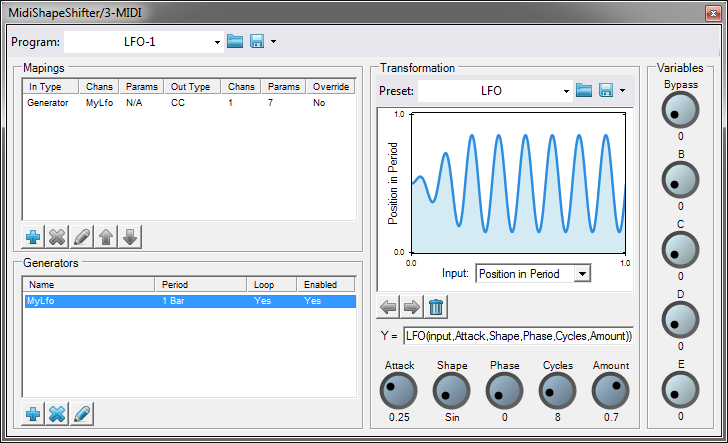 MidiShapeShifter/3-MIDI
Program: LFO-1
Mapings
In Type Chans Params Out Type Chans Params Override
Generator MyLfo N/A CC 1 7 No
Generators
Name Period Loop Enabled
MyLfo 1 Bar Yes Yes
Transformation
Preset: LFO
1.0
Position in Period
0.0
0.0 1.0
Input: Position in Period
Y = LFO(input,Attack,Shape,Phase,Cycles,Amount))
Attack Shape Phase Cycles Amount
0.25 Sin 0 8 0.7
Variables
Bypass
0
B
0
C
0
D
0
E
0